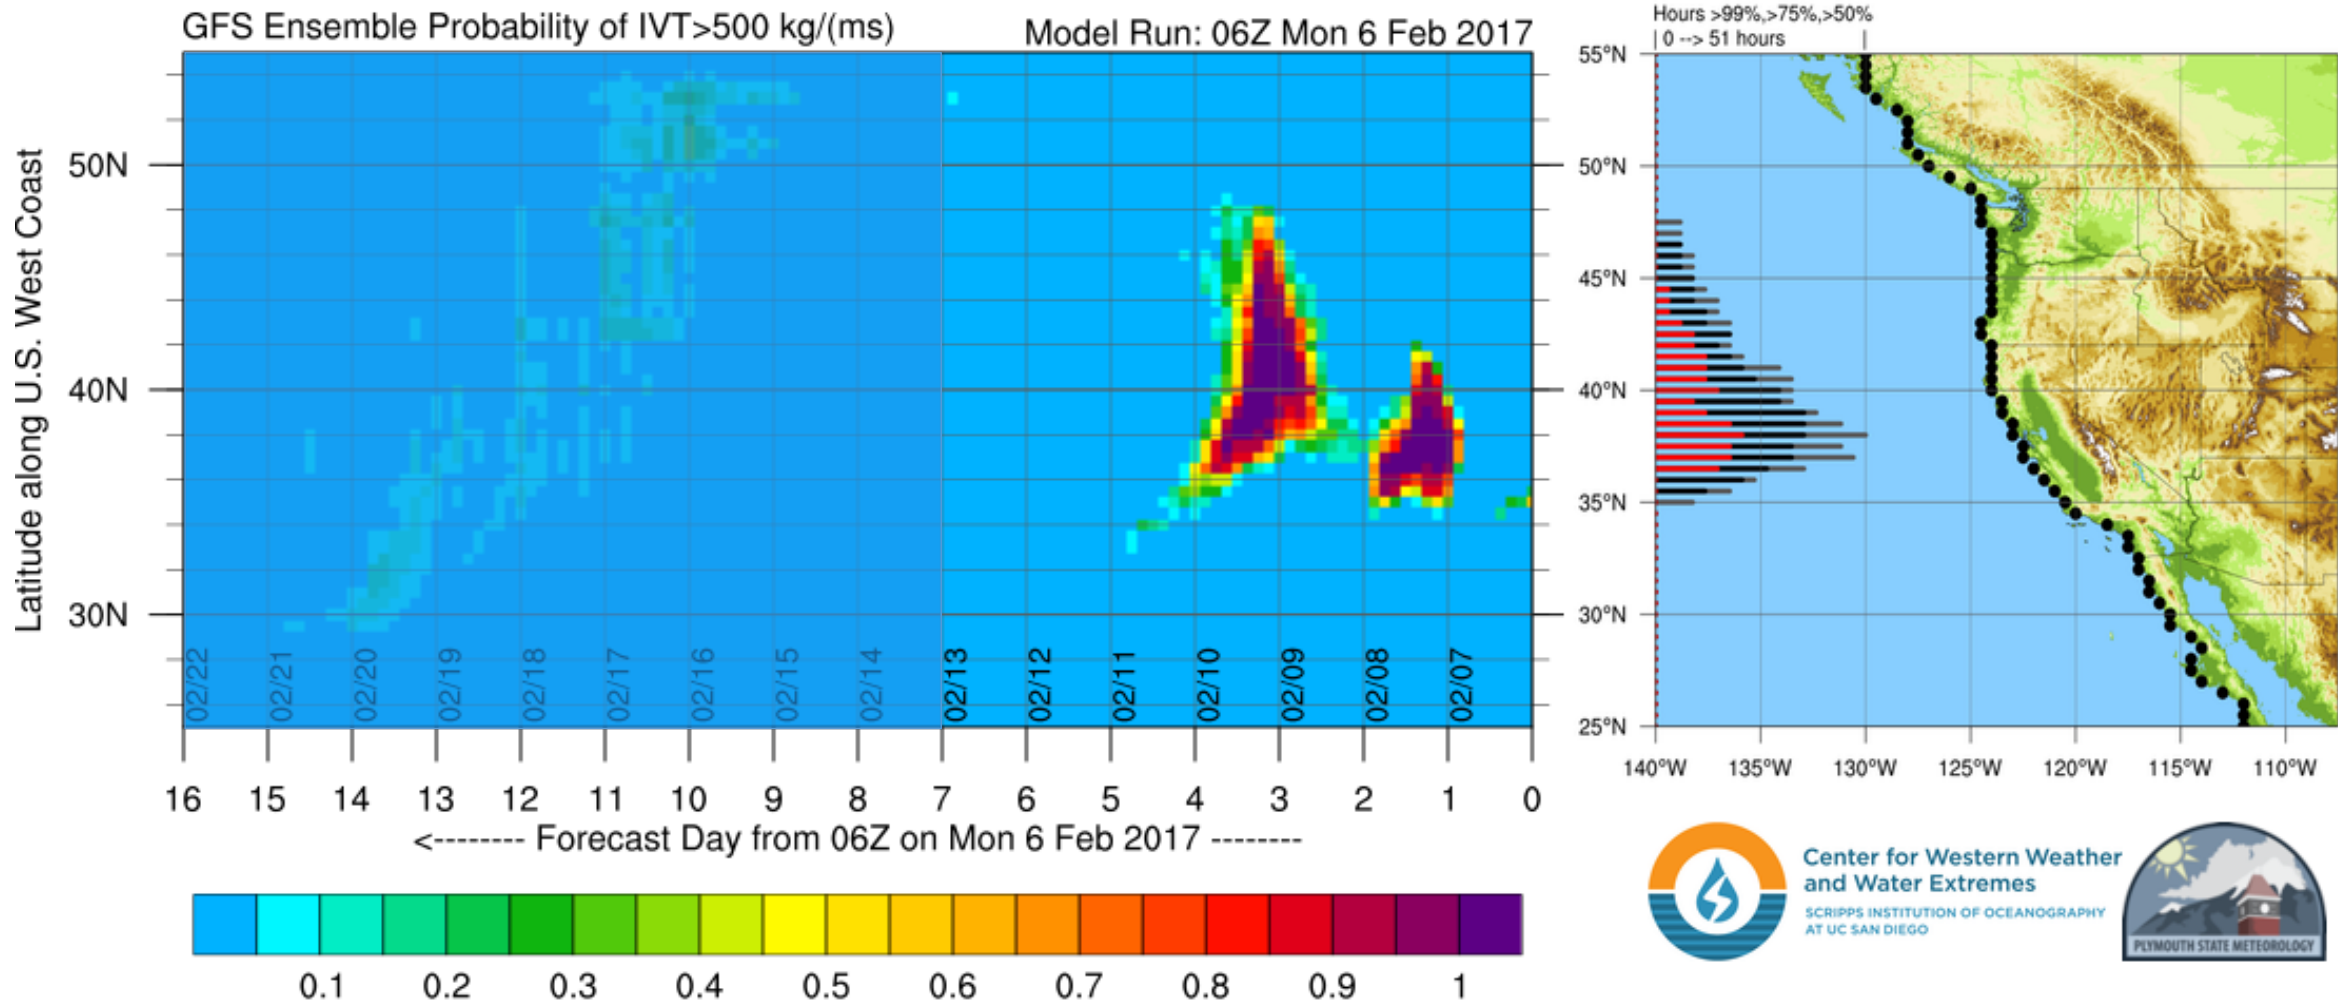 GFS Ensemble Probability of IVT>500 kg/(ms)
Model Run: 06Z Mon 6 Feb 2017
Hours >99%,>75%,>50%
0 --> 51 hours
Latitude along U.S. West Coast
50N
40N
30N
02/22
02/21
02/20
02/19
02/18
02/17
02/16
02/15
02/14
02/13
02/12
02/11
02/10
02/09
02/08
02/07
16 15 14 13 12 11 10 9 8 7 6 5 4 3 2 1 0
<-------- Forecast Day from 06Z on Mon 6 Feb 2017 --------
0.1 0.2 0.3 0.4 0.5 0.6 0.7 0.8 0.9 1
55°N
50°N
45°N
40°N
35°N
30°N
25°N
140°W 135°W 130°W 125°W 120°W 115°W 110°W
Center for Western Weather
and Water Extremes
SCRIPPS INSTITUTION OF OCEANOGRAPHY
AT UC SAN DIEGO
PLYMOUTH STATE METEOROLOGY